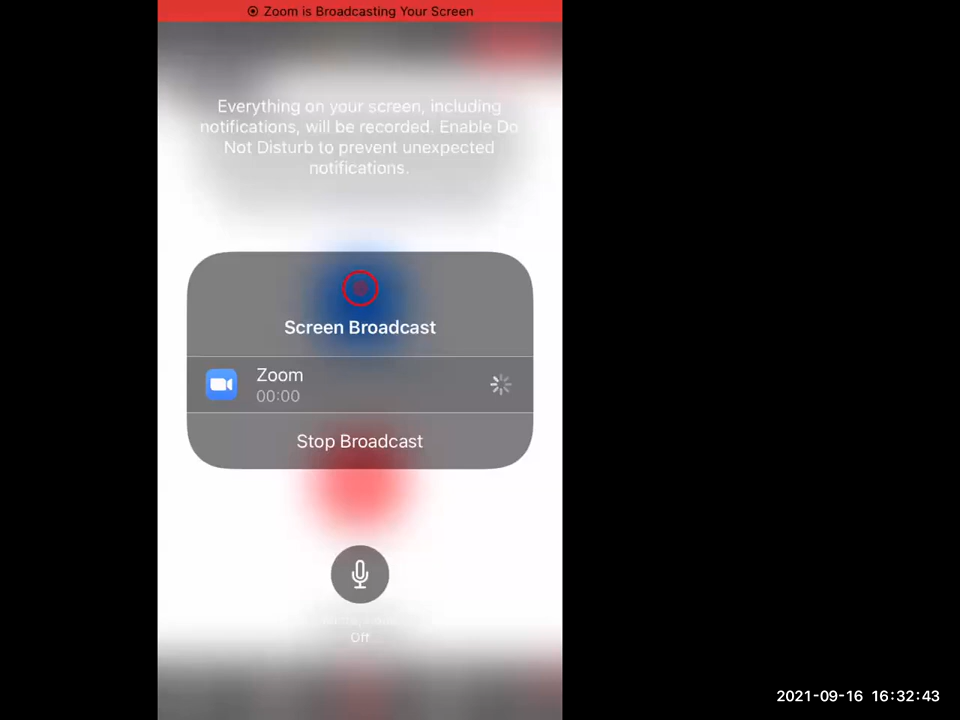 Zoom is Broadcasting Your Screen
Everything on your screen, including
notifications, will be recorded. Enable Do
Not Disturb to prevent unexpected
notifications.
Screen Broadcast
Zoom
00:00
Stop Broadcast
Off
2021-09-16 16:32:43